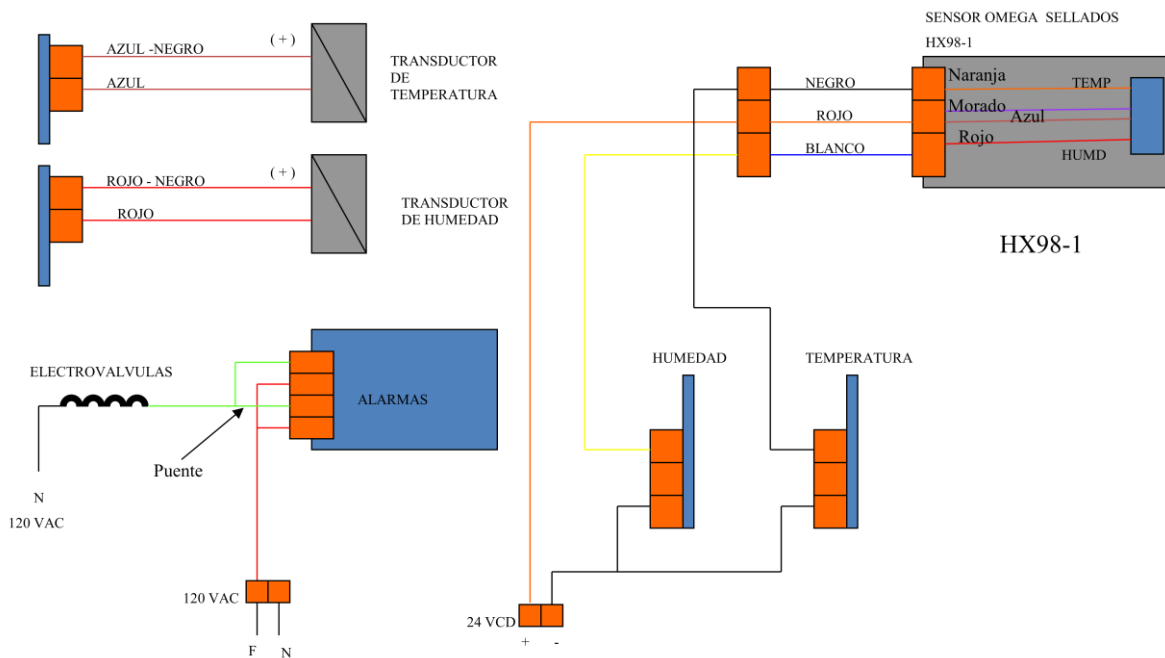 AZUL -NEGRO
( + )
AZUL
TRANSDUCTOR
DE
TEMPERATURA
ROJO - NEGRO
( + )
ROJO
TRANSDUCTOR
DE HUMEDAD
SENSOR OMEGA SELLADOS
HX98-1
NEGRO
Naranja
TEMP
ROJO
Morado
Azul
BLANCO
Rojo
HUMD
HX98-1
ELECTROVALVULAS
ALARMAS
Puente
N
120 VAC
120 VAC
F
N
HUMEDAD
TEMPERATURA
24 VCD
+
-